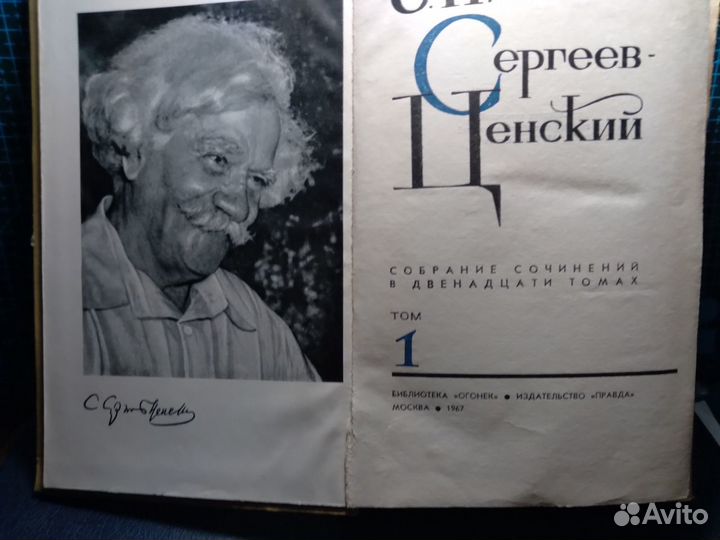 Сергеев-
Ценский
СОБРАНИЕ СОЧИНЕНИЙ
В ДВЕНАДЦАТИ ТОМАХ
ТОМ
1
БИБЛИОТЕКА «ОГОНЕК» • ИЗДАТЕЛЬСТВО «ПРАВДА»
МОСКВА • 1967
Avito